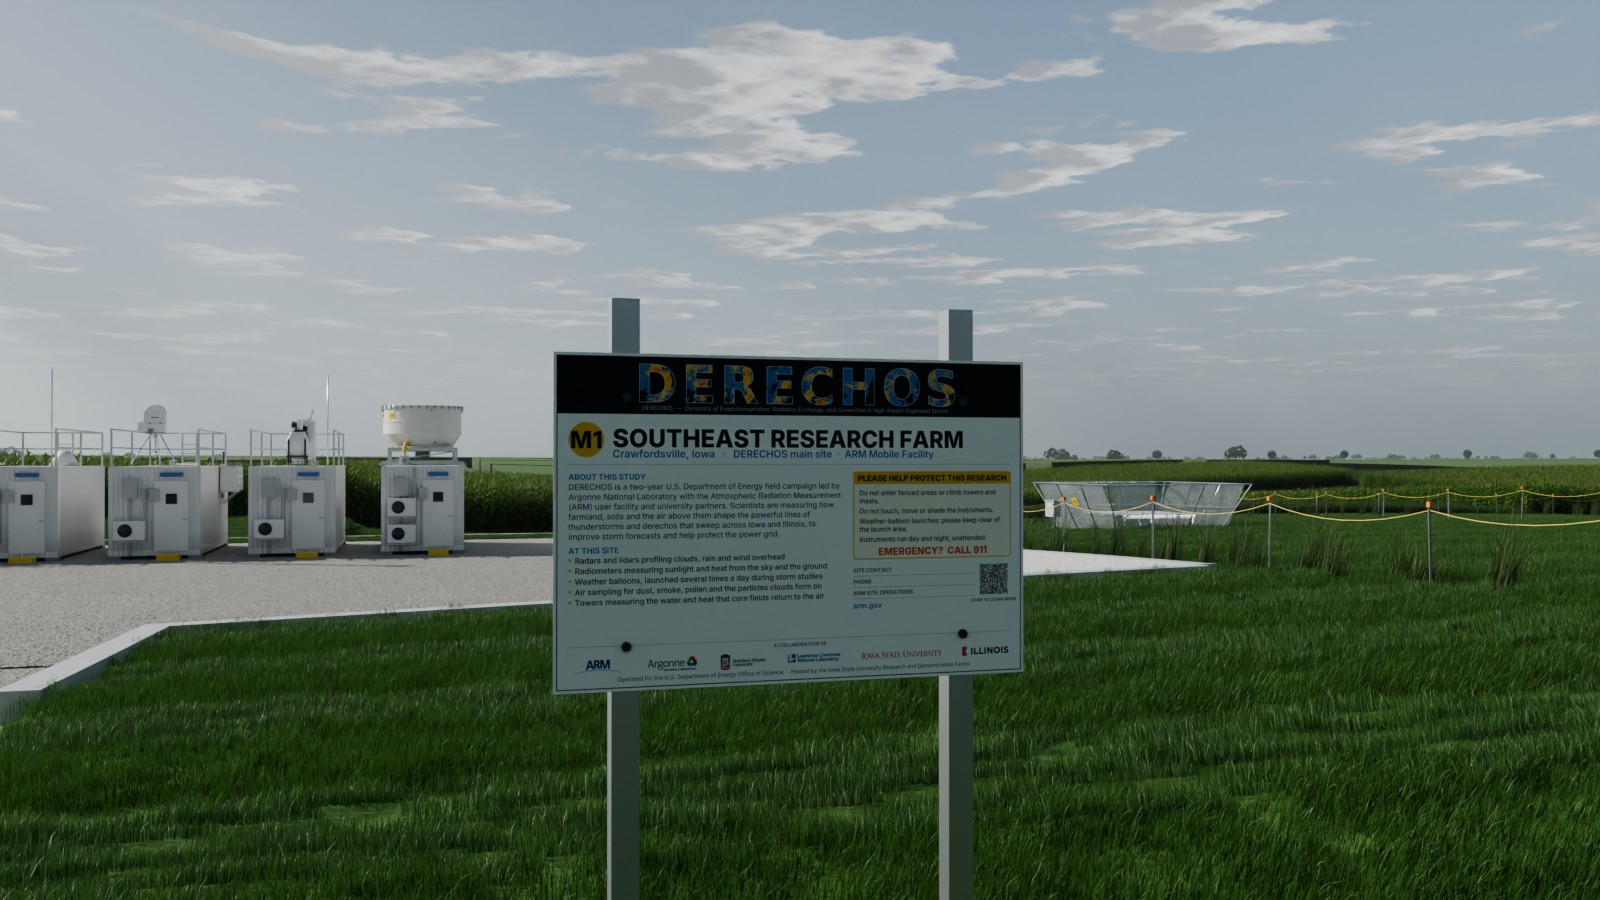 DERECHOS
DERECHOS — Dynamics of Evapotranspiration, Radiative Exchange, and Convection in High-impact Organized Storms
M1 SOUTHEAST RESEARCH FARM
Crawfordsville, Iowa · DERECHOS main site · ARM Mobile Facility
ABOUT THIS STUDY
DERECHOS is a two-year U.S. Department of Energy field campaign led by
Argonne National Laboratory with the Atmospheric Radiation Measurement
(ARM) user facility and university partners. Scientists are measuring how
farmland, soils and the air above them shape the powerful lines of
thunderstorms and derechos that sweep across Iowa and Illinois, to
improve storm forecasts and help protect the power grid.
AT THIS SITE
• Radars and lidars profiling clouds, rain and wind overhead
• Radiometers measuring sunlight and heat from the sky and the ground
• Weather balloons, launched several times a day during storm studies
• Air sampling for dust, smoke, pollen and the particles clouds form on
• Towers measuring the water and heat that corn fields return to the air
PLEASE HELP PROTECT THIS RESEARCH
Do not enter fenced areas or climb towers and
masts.
Do not touch, move or shade the instruments.
Weather-balloon launches: please keep clear of
the launch area.
Instruments run day and night, unattended.
EMERGENCY? CALL 911
SITE CONTACT
PHONE
ARM SITE OPERATIONS
arm.gov
SCAN TO LEARN MORE
A COLLABORATION OF
ARM
Argonne
NATIONAL LABORATORY
Lawrence Livermore
National Laboratory
IOWA STATE UNIVERSITY
ILLINOIS
Operated for the U.S. Department of Energy Office of Science · Hosted by the Iowa State University Research and Demonstration Farms